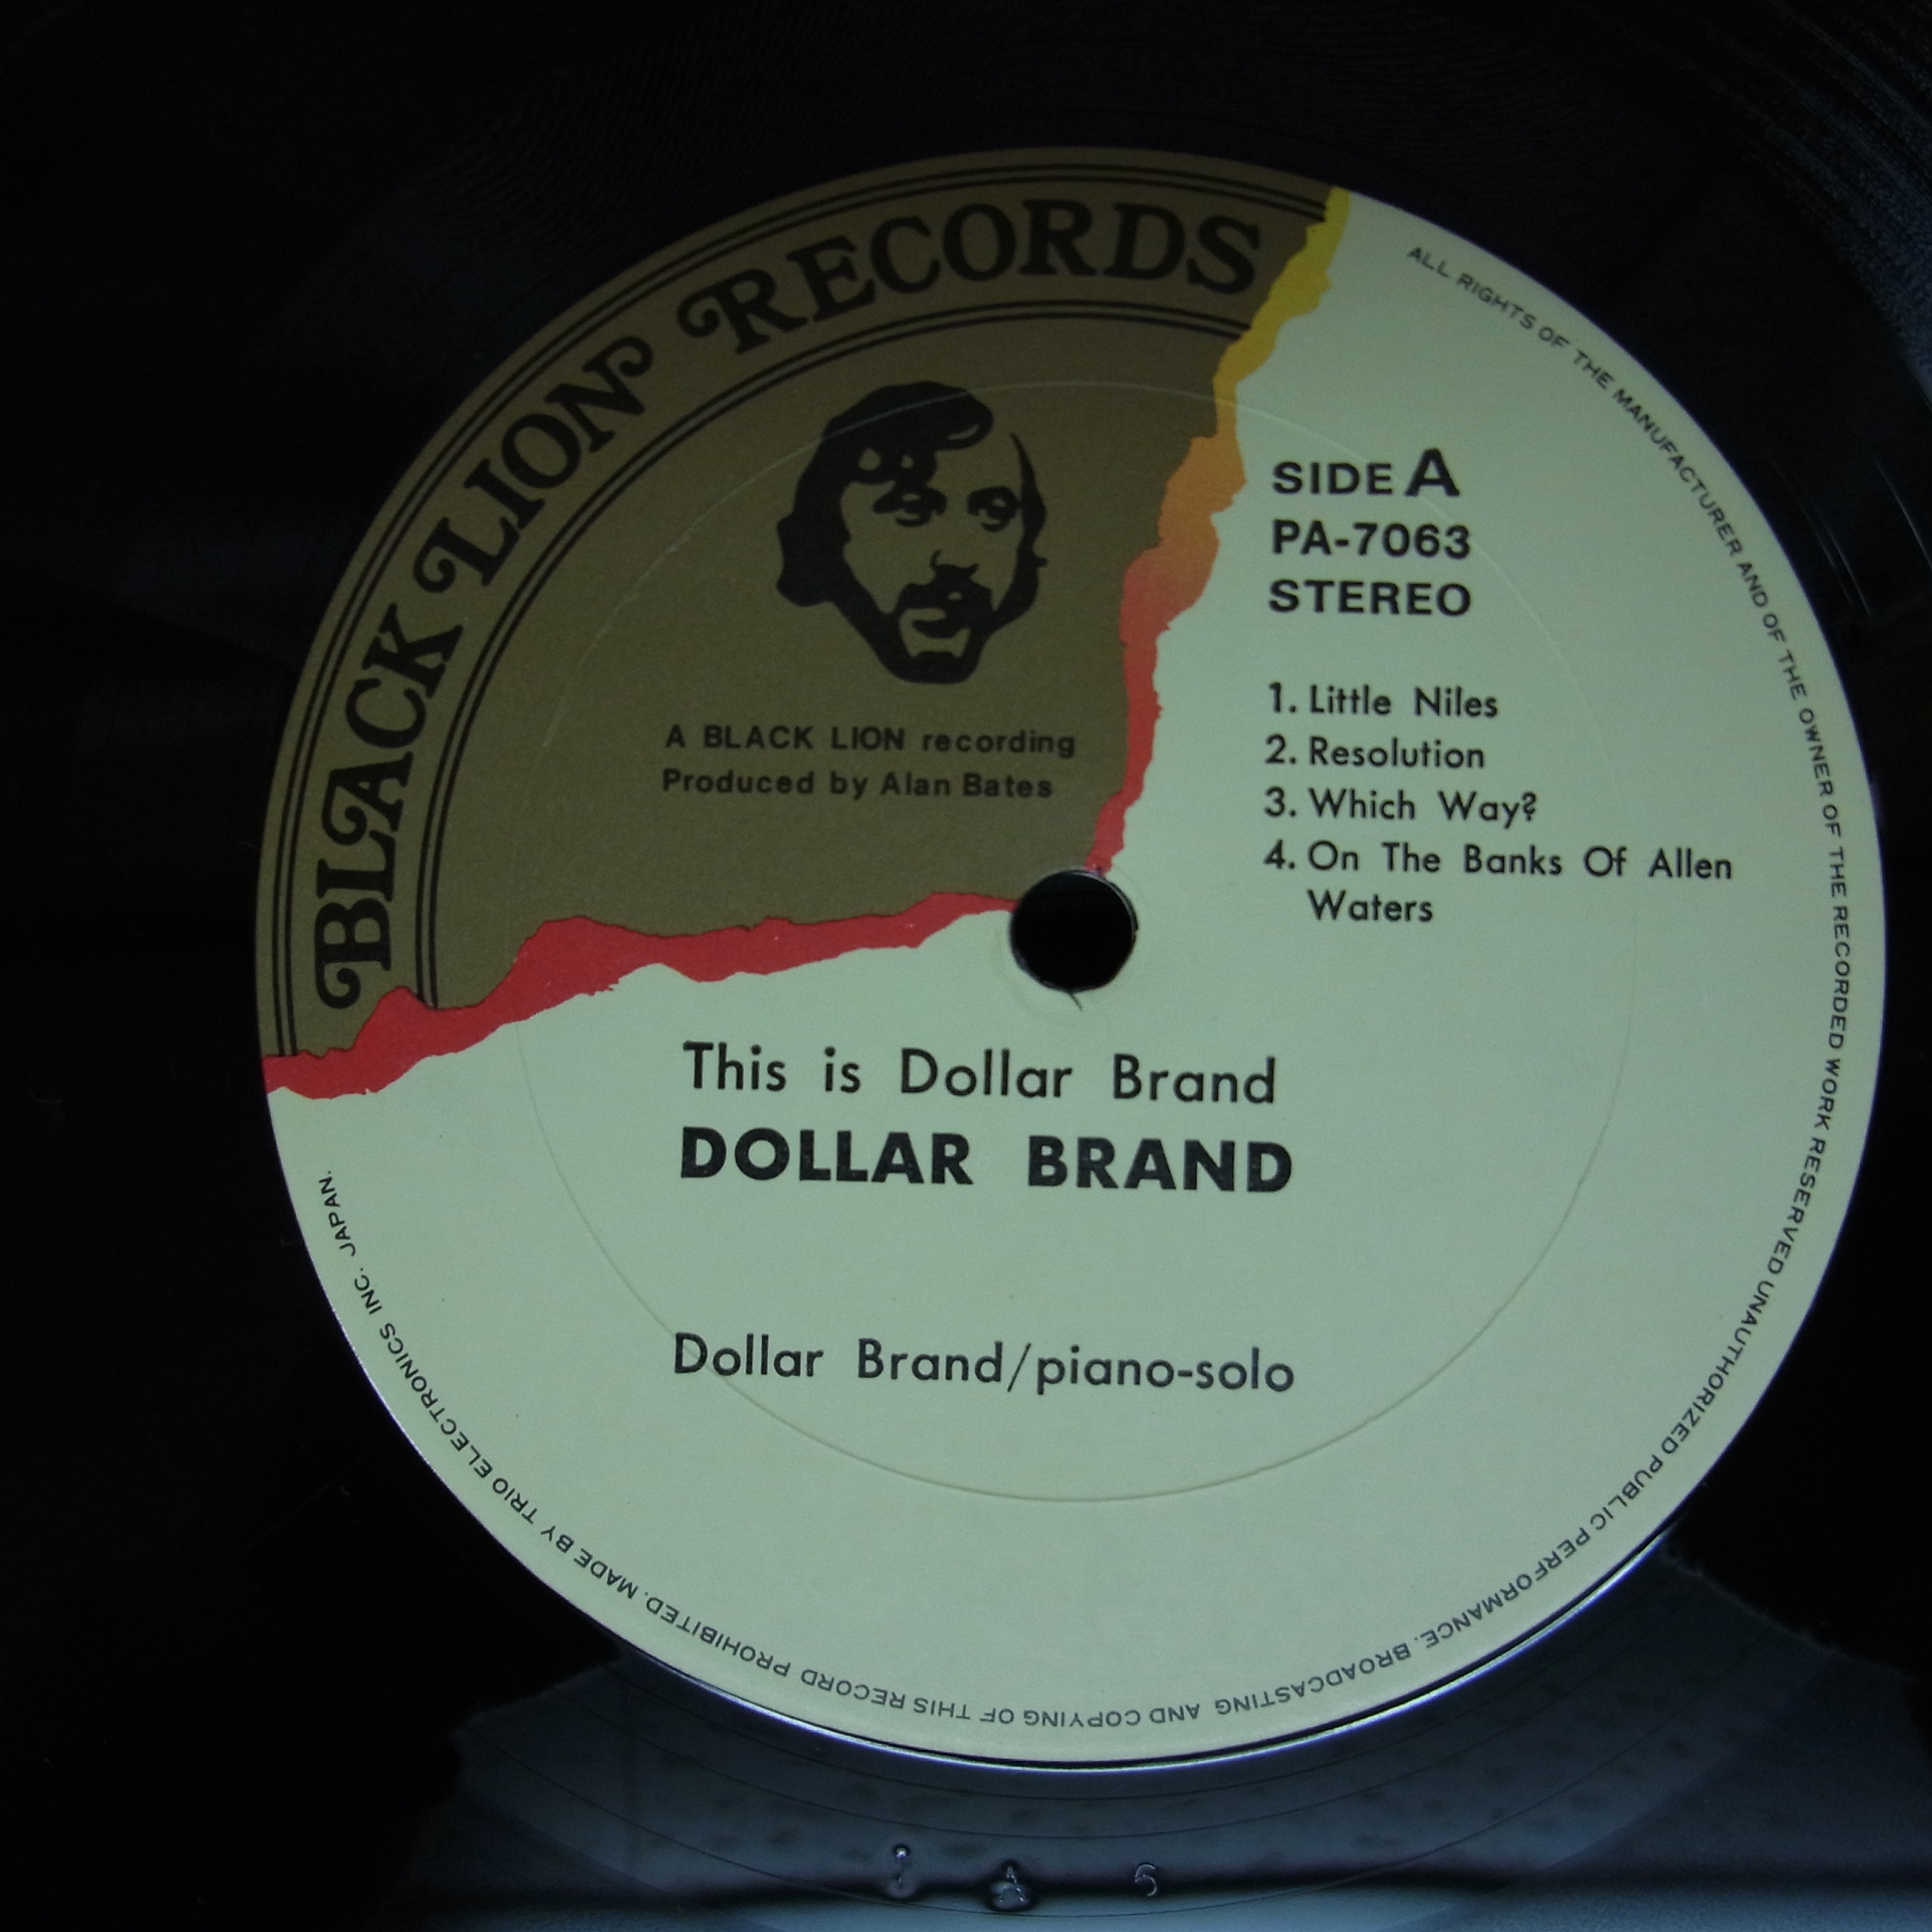 BLACK LION RECORDS
A BLACK LION recording
Produced by Alan Bates
SIDE A
PA-7063
STEREO
1. Little Niles
2. Resolution
3. Which Way?
4. On The Banks Of Allen
Waters
This is Dollar Brand
DOLLAR BRAND
Dollar Brand/piano-solo
ALL RIGHTS OF THE MANUFACTURER AND OF THE OWNER OF THE RECORDED WORK RESERVED UNAUTHORIZED PUBLIC PERFORMANCE. BROADCASTING AND COPYING OF THIS RECORD PROHIBITED. MADE BY TRIO ELECTRONICS INC. JAPAN.
5